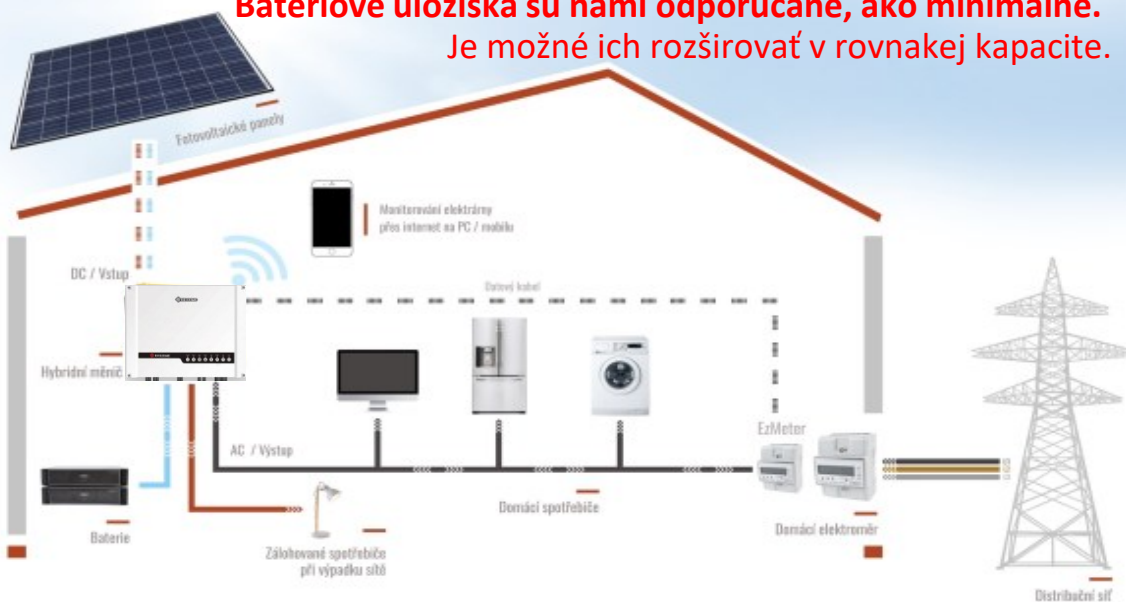 Batériové úložiská sú nami odporúčané, ako minimálne.
Je možné ich rozširovať v rovnakej kapacite.
Fotovoltaické panely
Monitorování elektrárny
přes internet na PC / mobilu
DC / Vstup
Datový kabel
Hybridní měnič
EzMeter
AC / Výstup
Domácí spotřebiče
Domácí elektroměr
Baterie
Zálohované spotřebiče
při výpadku sítě
Distribuční síť